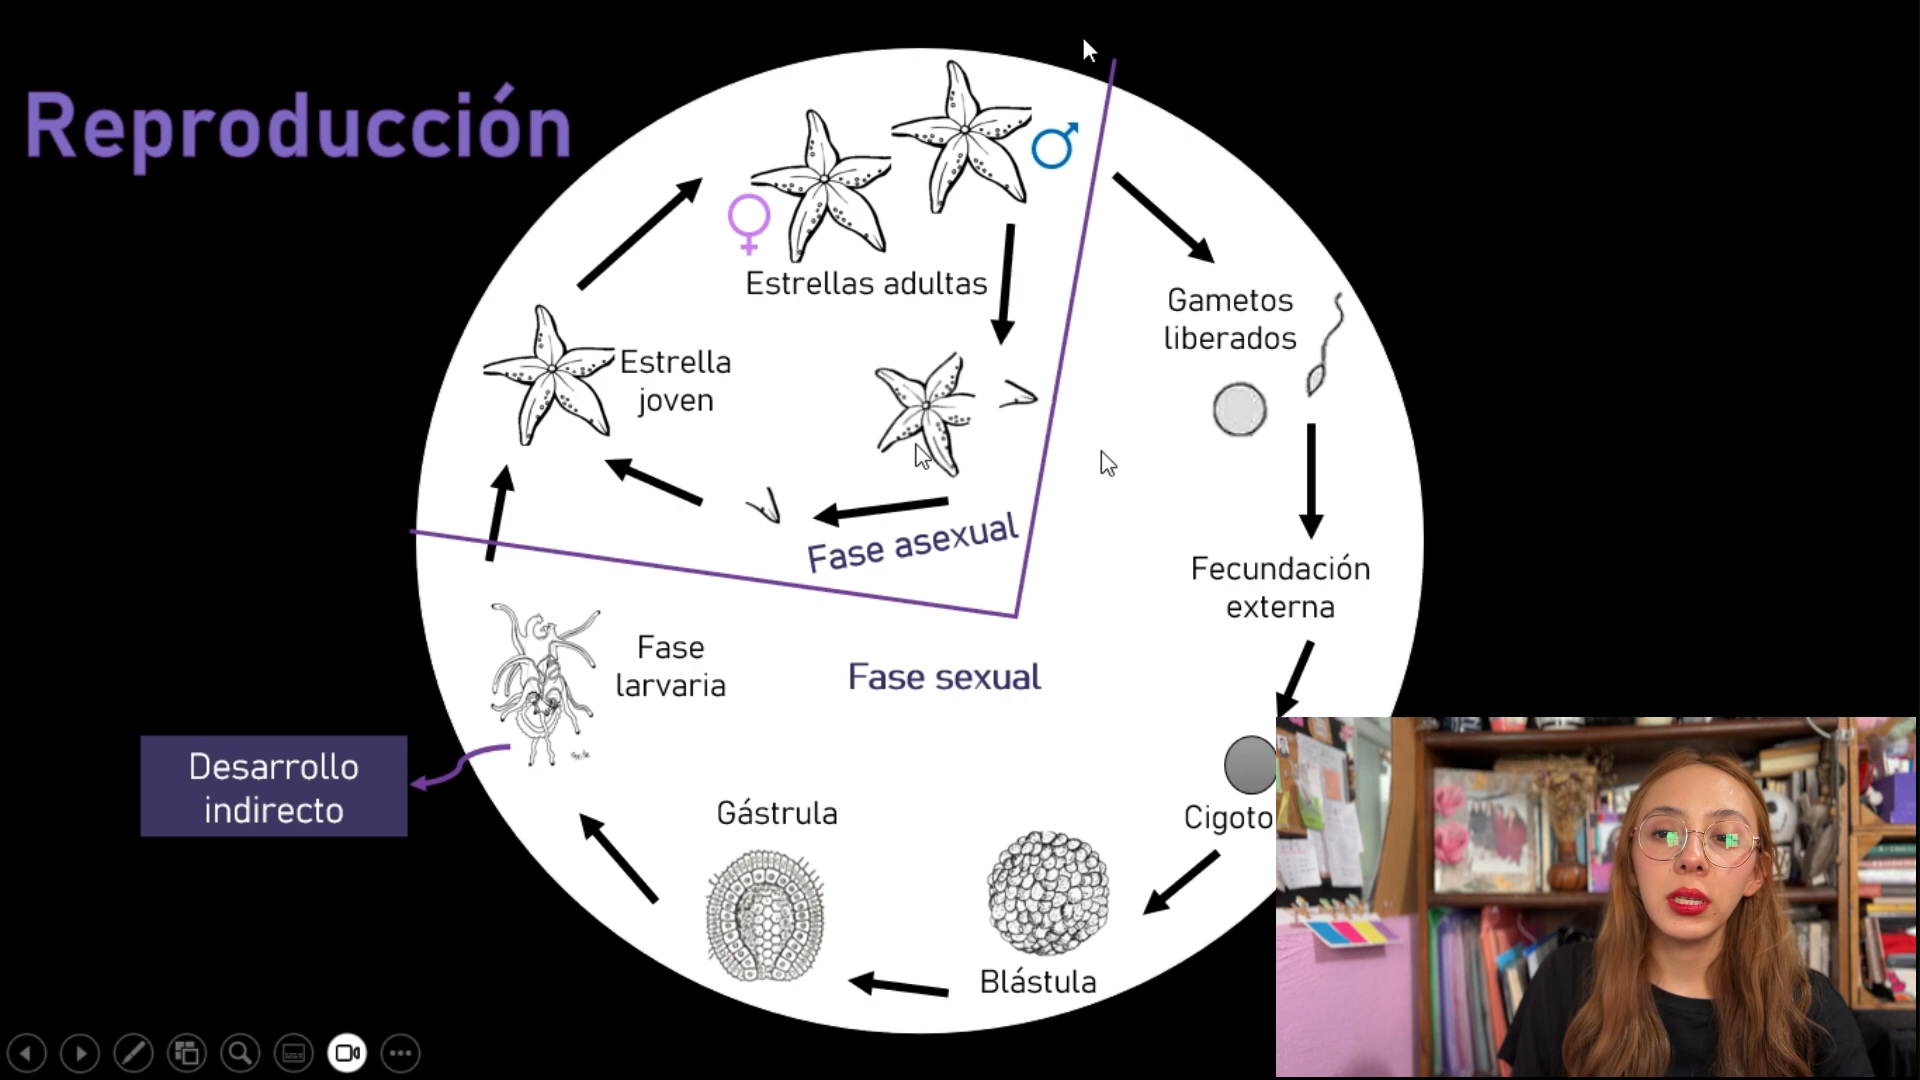 Reproducción
Estrellas adultas
Gametos
liberados
Estrella
joven
Fase asexual
Fecundación
externa
Fase
larvaria
Fase sexual
Desarrollo
indirecto
Gástrula
Cigoto
Blástula